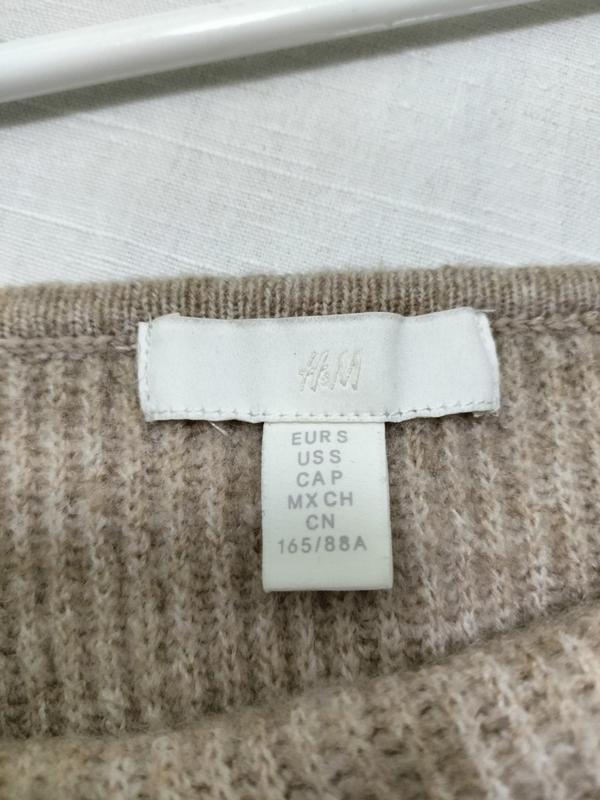 H&M
EUR S
US S
CA P
MX CH
CN
165/88A